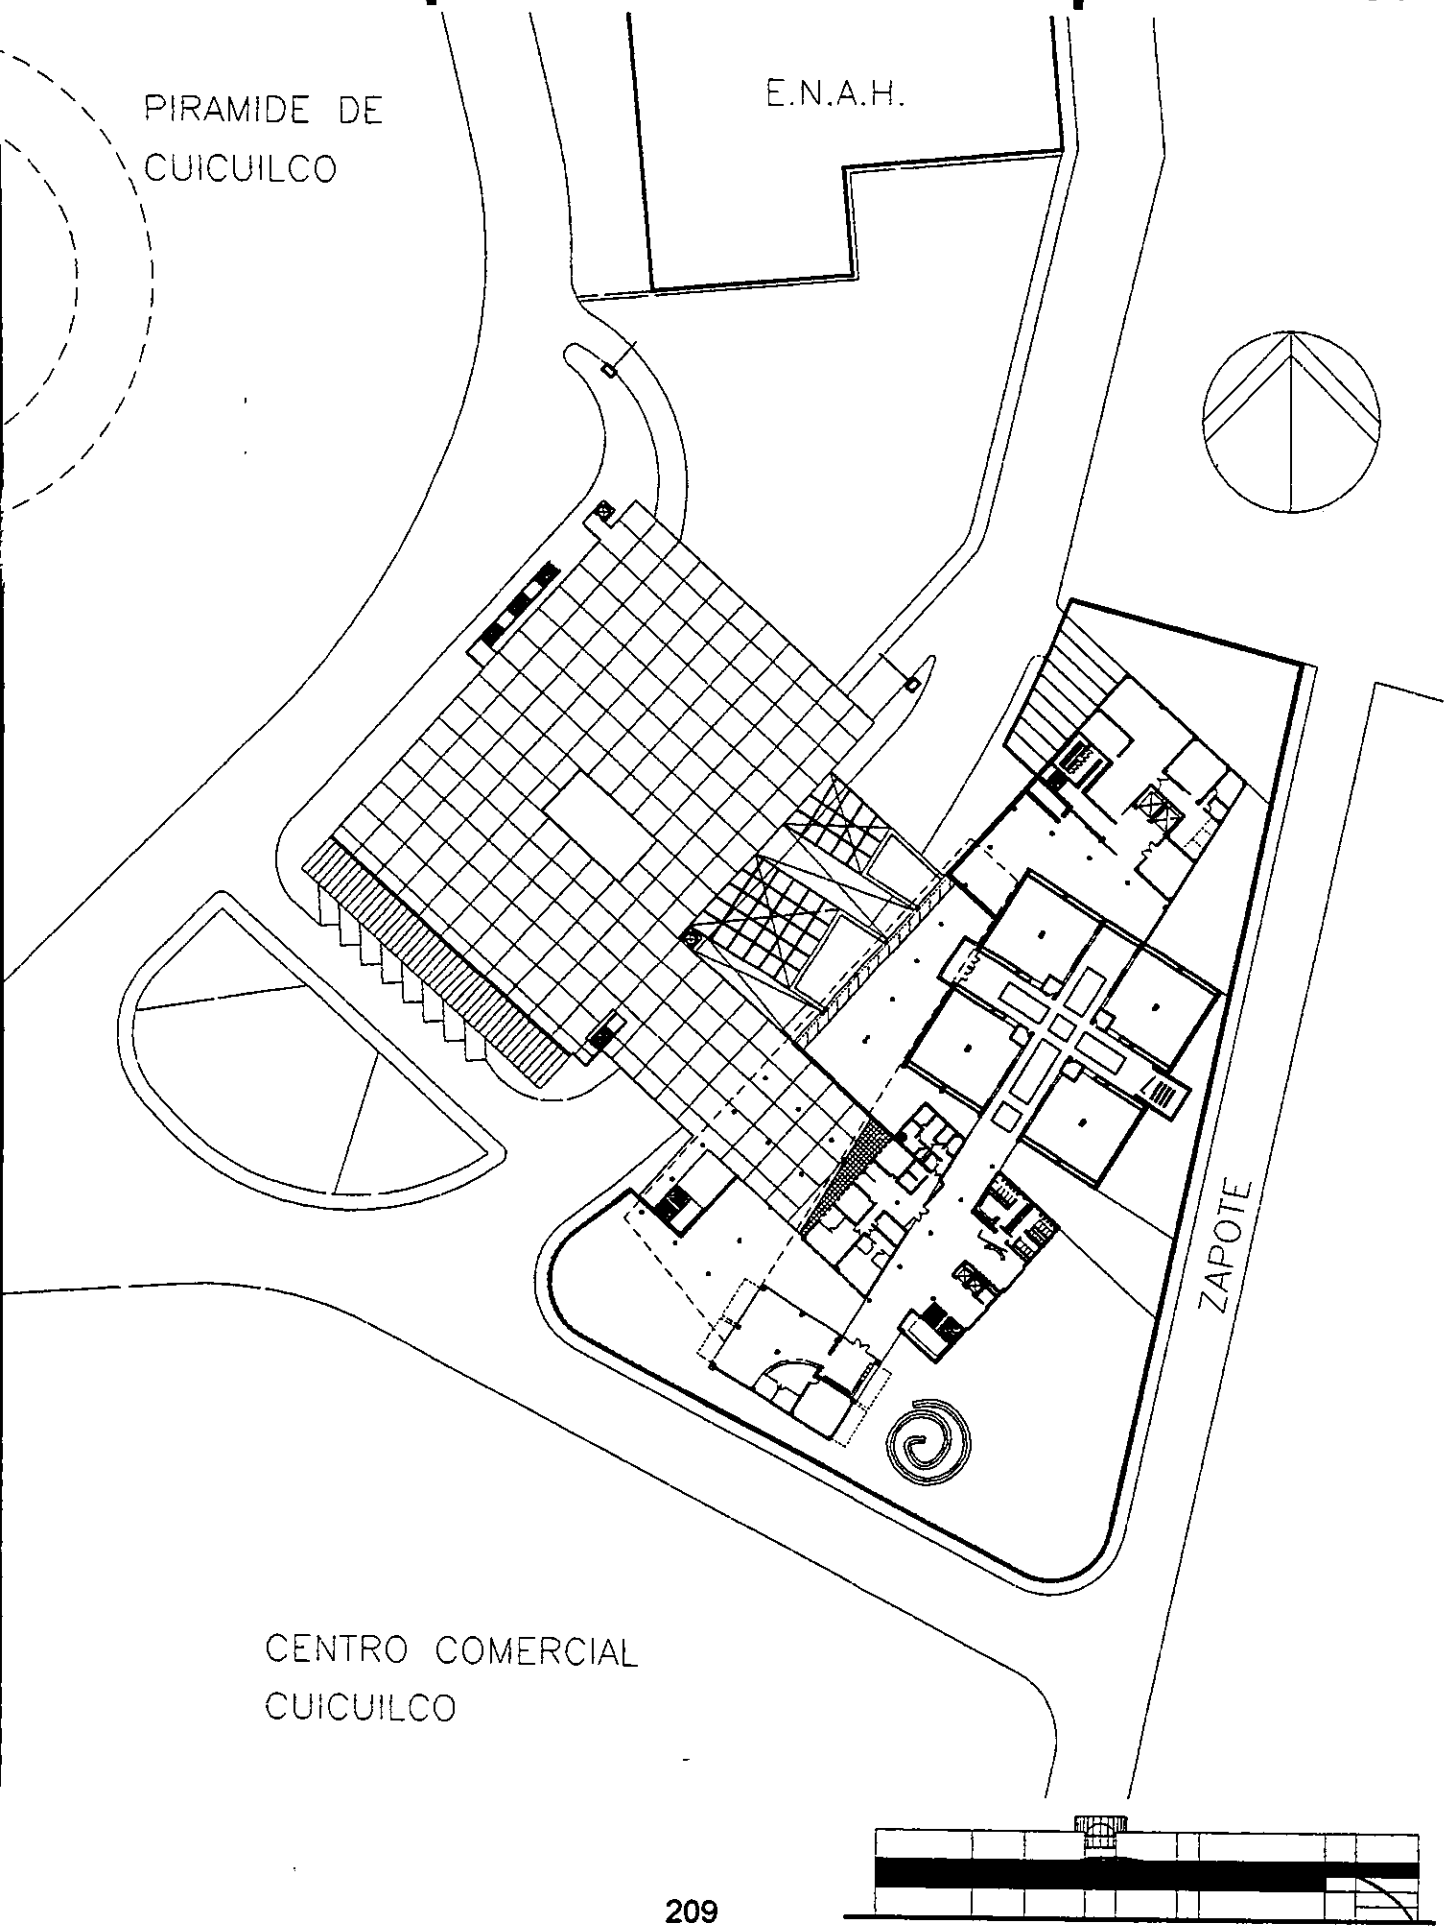 E.N.A.H.
PIRAMIDE DE
CUICUILCO
ZAPOTE
CENTRO COMERCIAL
CUICUILCO
209